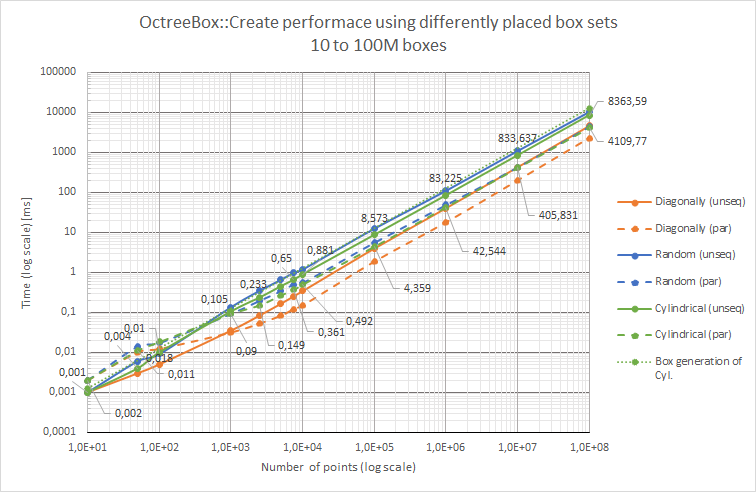 OctreeBox::Create performace using differently placed box sets
10 to 100M boxes
100000
10000
1000
100
10
1
0,1
0,01
0,001
0,0001
Time (log scale) [ms]
8363,59
4109,77
833,637
405,831
83,225
42,544
8,573
4,359
0,881
0,492
0,65
0,361
0,233
0,149
0,105
0,09
0,01
0,018
0,004
0,011
0,001
0,002
1,0E+01
1,0E+02
1,0E+03
1,0E+04
1,0E+05
1,0E+06
1,0E+07
1,0E+08
Number of points (log scale)
Diagonally (unseq)
Diagonally (par)
Random (unseq)
Random (par)
Cylindrical (unseq)
Cylindrical (par)
Box generation of
Cyl.